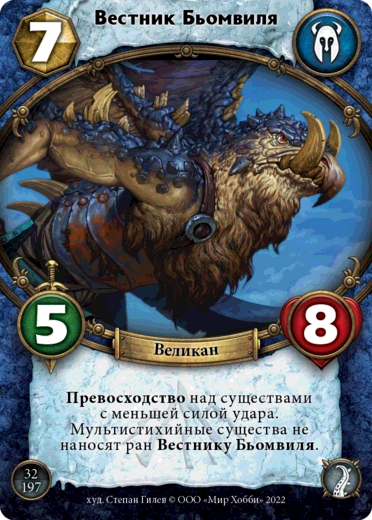 7
Вестник Бьомвиля
5
8
Великан
Превосходство над существами
с меньшей силой удара.
Мультистихийные существа не
наносят ран Вестнику Бьомвиля.
32
197
худ. Степан Гилев © ООО «Мир Хобби» 2022